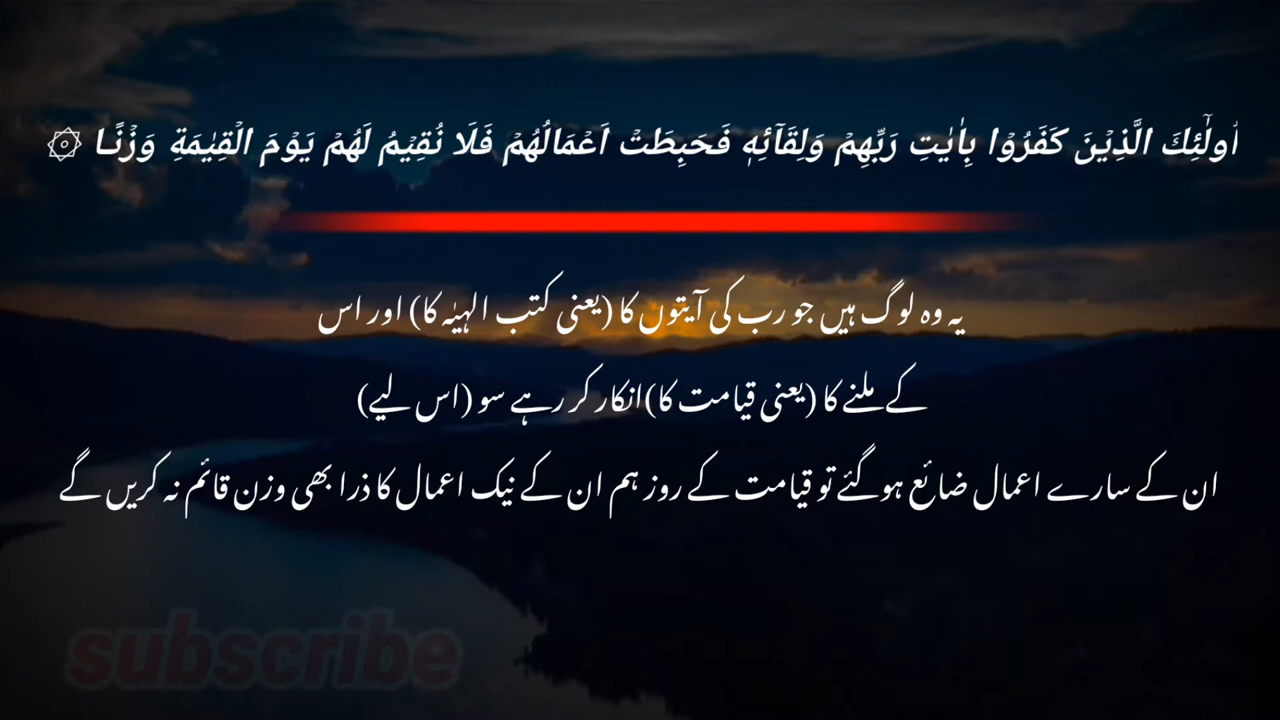 اُولٰٓئِكَ الَّذِيۡنَ كَفَرُوۡا بِاٰيٰتِ رَبِّهِمۡ وَلِقَآئِهٖ فَحَبِطَتۡ اَعۡمَالُهُمۡ فَلَا نُقِيۡمُ لَهُمۡ يَوۡمَ الۡقِيٰمَةِ وَزۡنًـا ۞
یہ وہ لوگ ہیں جو رب کی آیتوں کا (یعنی کتب الہیٰہ کا) اور اس
کے ملنے کا (یعنی قیامت کا)انکار کر رہے سو (اس لیے)
ان کے سارے اعمال ضائع ہوگئے تو قیامت کے روز ہم ان کے نیک اعمال کا ذرا بھی وزن قائم نہ کریں گے
subscribe